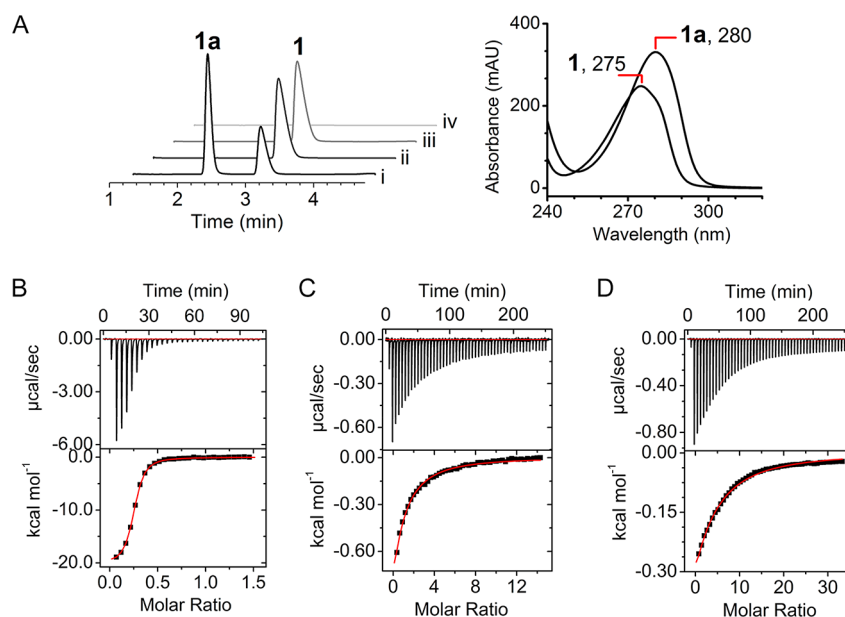 A
1a
1
iv
iii
ii
i
1 2 3 4
Time (min)
400
200
0
Absorbance (mAU)
1a, 280
1, 275
240 270 300
Wavelength (nm)
B
Time (min)
0 30 60 90
0.00
-3.00
-6.00
µcal/sec
0.0
-10.0
-20.0
kcal mol⁻¹
0.0 0.5 1.0 1.5
Molar Ratio
C
Time (min)
0 100 200
0.00
-0.30
-0.60
µcal/sec
0.00
-0.30
-0.60
kcal mol⁻¹
0 4 8 12
Molar Ratio
D
Time (min)
0 100 200
0.00
-0.40
-0.80
µcal/sec
0.00
-0.15
-0.30
kcal mol⁻¹
0 10 20 30
Molar Ratio